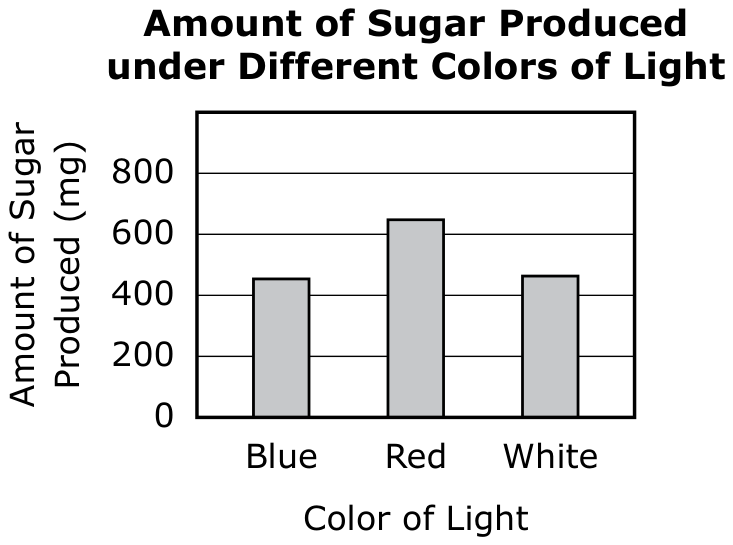 Amount of Sugar Produced
under Different Colors of Light
Amount of Sugar
Produced (mg)
800
600
400
200
0
Blue Red White
Color of Light